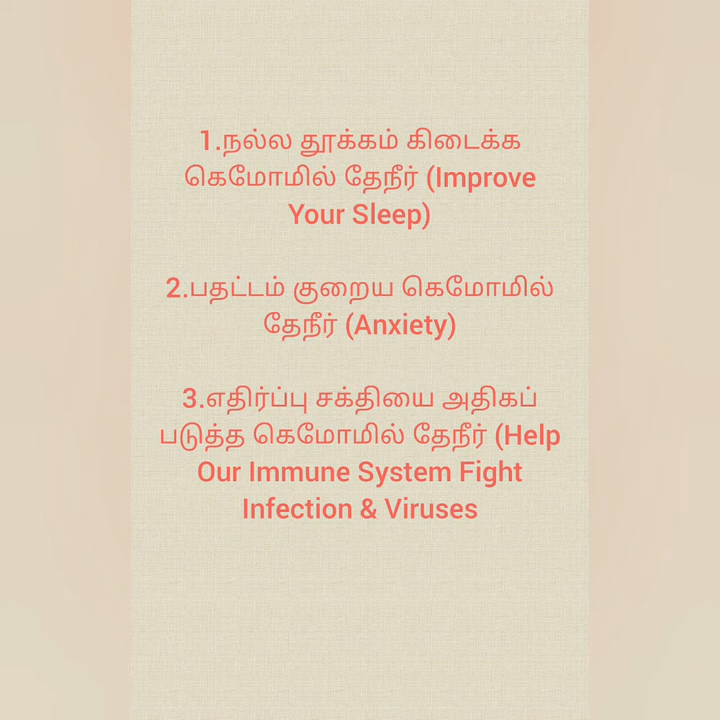 1.நல்ல தூக்கம் கிடைக்க
கெமோமில் தேநீர் (Improve
Your Sleep)
2.பதட்டம் குறைய கெமோமில்
தேநீர் (Anxiety)
3.எதிர்ப்பு சக்தியை அதிகப்
படுத்த கெமோமில் தேநீர் (Help
Our Immune System Fight
Infection & Viruses